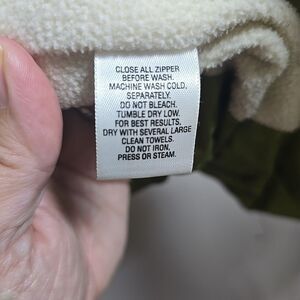 CLOSE ALL ZIPPER
BEFORE WASH.
MACHINE WASH COLD,
SEPARATELY.
DO NOT BLEACH.
TUMBLE DRY LOW.
FOR BEST RESULTS,
DRY WITH SEVERAL LARGE
CLEAN TOWELS.
DO NOT IRON,
PRESS OR STEAM.